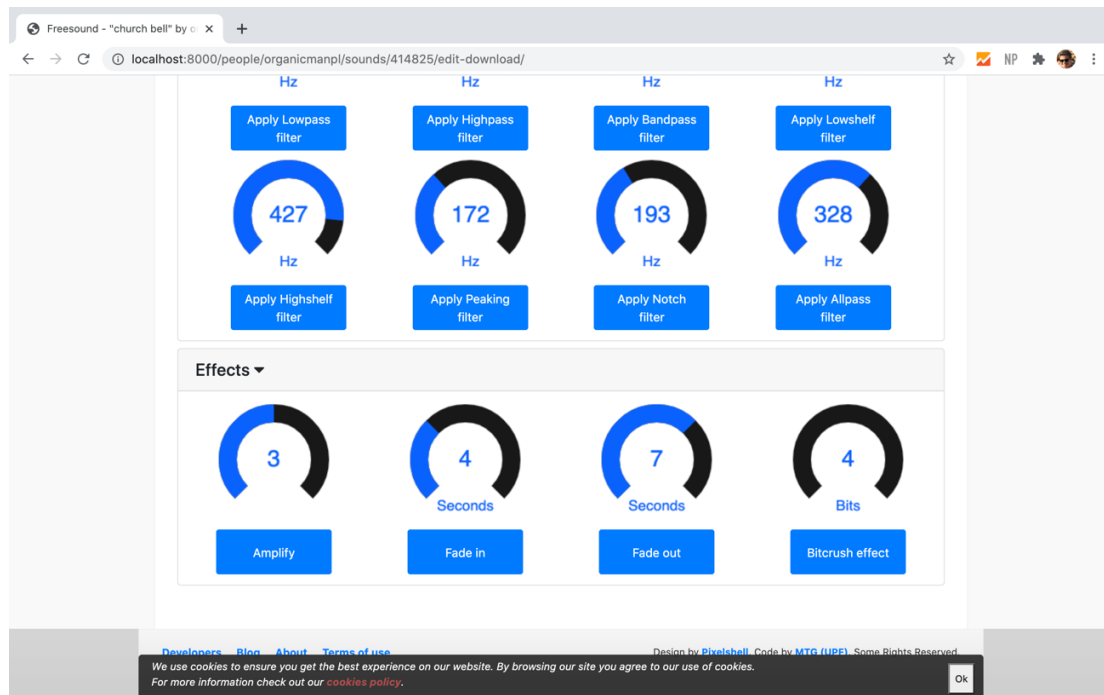 Freesound - "church bell" by o
localhost:8000/people/organicmanpl/sounds/414825/edit-download/
NP
Hz Hz Hz Hz
Apply Lowpass filter
Apply Highpass filter
Apply Bandpass filter
Apply Lowshelf filter
427 172 193 328
Hz Hz Hz Hz
Apply Highshelf filter
Apply Peaking filter
Apply Notch filter
Apply Allpass filter
Effects
3 4 7 4
Seconds Seconds Bits
Amplify Fade in Fade out Bitcrush effect
Developers Blog About Terms of use Design by Pixelshell. Code by MTG (UPF). Some Rights Reserved.
We use cookies to ensure you get the best experience on our website. By browsing our site you agree to our use of cookies.
For more information check out our cookies policy.
Ok